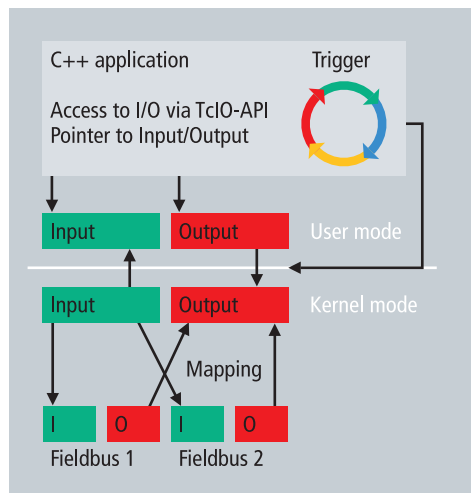 C++ application
Trigger
Access to I/O via TcIO-API
Pointer to Input/Output
Input
Output
User mode
Input
Output
Kernel mode
Mapping
I
O
I
O
Fieldbus 1
Fieldbus 2